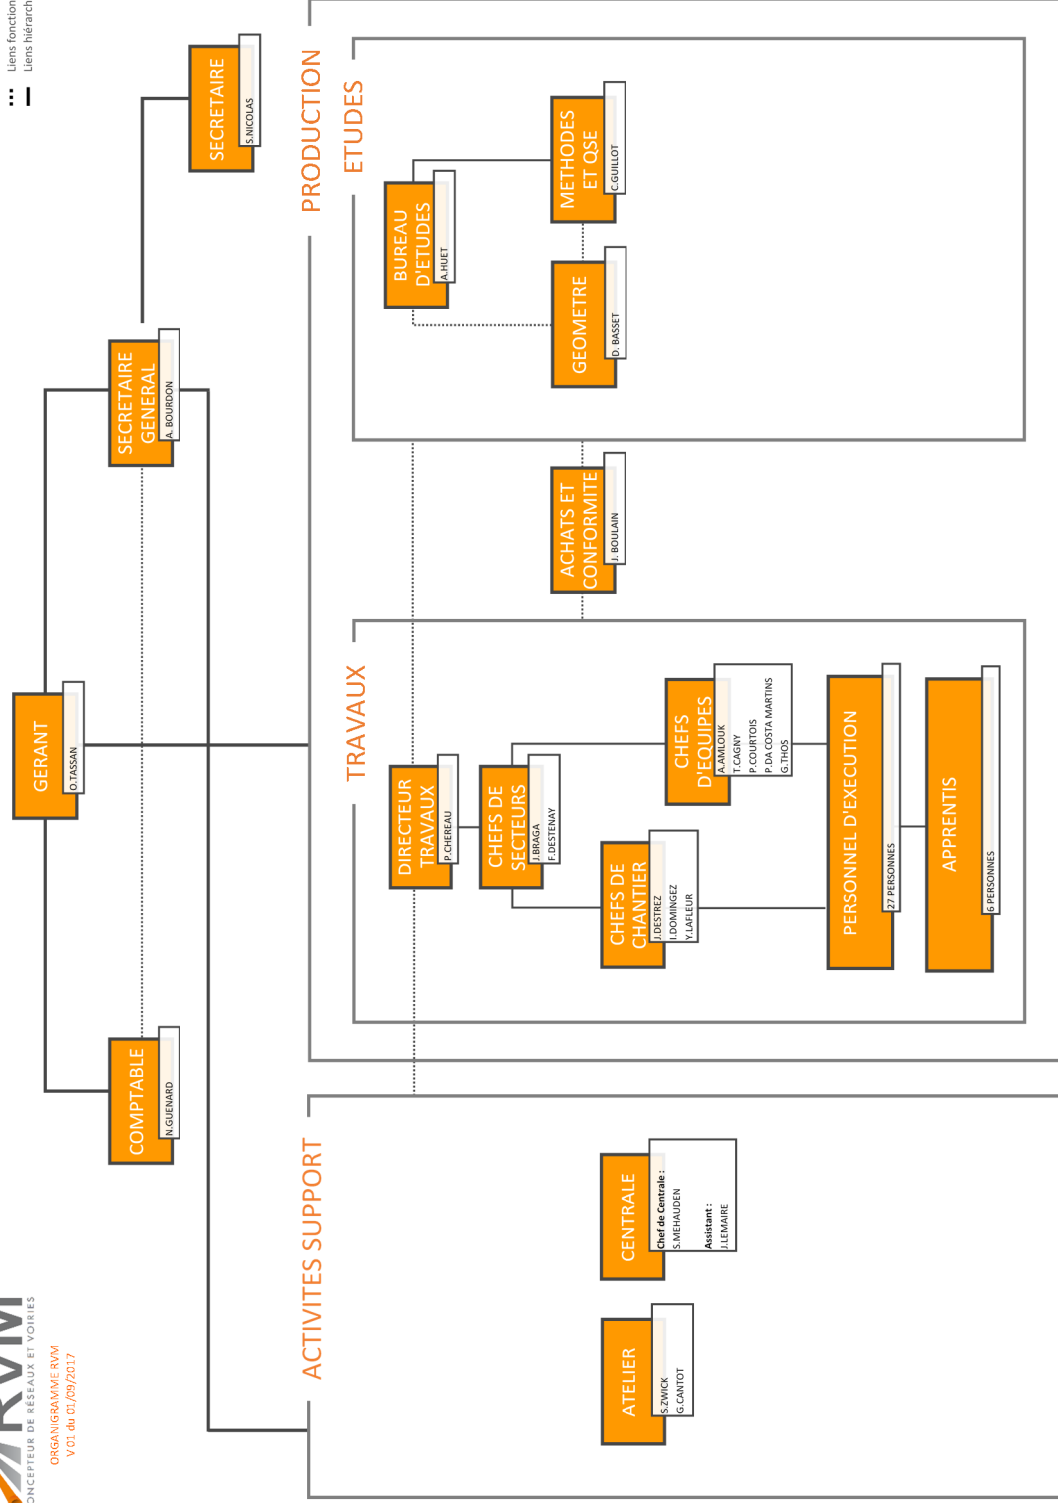 RVM
ONCEPTEUR DE RÉSEAUX ET VOIRIES
ORGANIGRAMME RVM
V 01 du 01/09/2017
Liens fonction
Liens hiérarch
GERANT
O.TASSAN
COMPTABLE
N.GUENARD
SECRETAIRE
GENERAL
A. BOURDON
SECRETAIRE
S.NICOLAS
ACTIVITES SUPPORT
ATELIER
S.ZWICK
G.CANTOT
CENTRALE
Chef de Centrale :
S.MEHAUDEN
Assistant :
J.LEMAIRE
PRODUCTION
TRAVAUX
DIRECTEUR
TRAVAUX
P.CHEREAU
CHEFS DE
SECTEURS
J.BRAGA
F.DESTENAY
CHEFS DE
CHANTIER
J.DESTREZ
I.DOMINGEZ
Y.LAFLEUR
CHEFS
D'EQUIPES
A.AMLOUK
T.CAGNY
P.COURTOIS
P.DA COSTA MARTINS
G.THOS
PERSONNEL D'EXECUTION
27 PERSONNES
APPRENTIS
6 PERSONNES
ACHATS ET
CONFORMITE
J. BOULAIN
ETUDES
BUREAU
D'ETUDES
A.HUET
GEOMETRE
D. BASSET
METHODES
ET QSE
C.GUILLOT